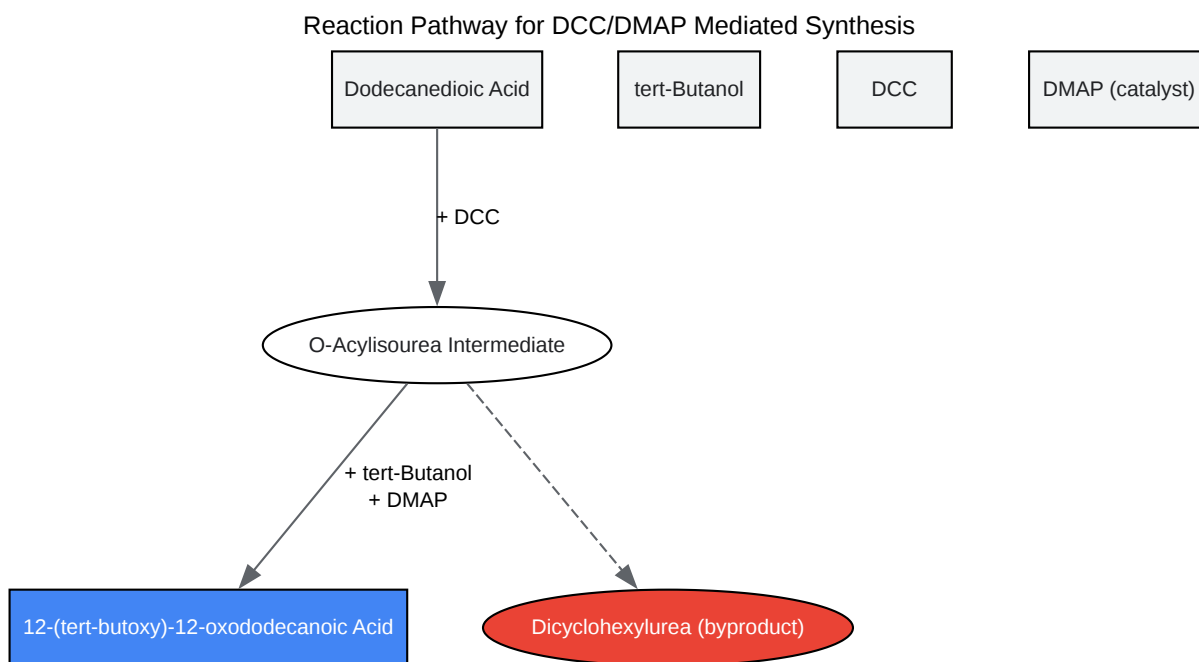 Reaction Pathway for DCC/DMAP Mediated Synthesis
Dodecanedioic Acid
tert-Butanol
DCC
DMAP (catalyst)
+ DCC
O-Acylisourea Intermediate
+ tert-Butanol
+ DMAP
12-(tert-butoxy)-12-oxododecanoic Acid
Dicyclohexylurea (byproduct)